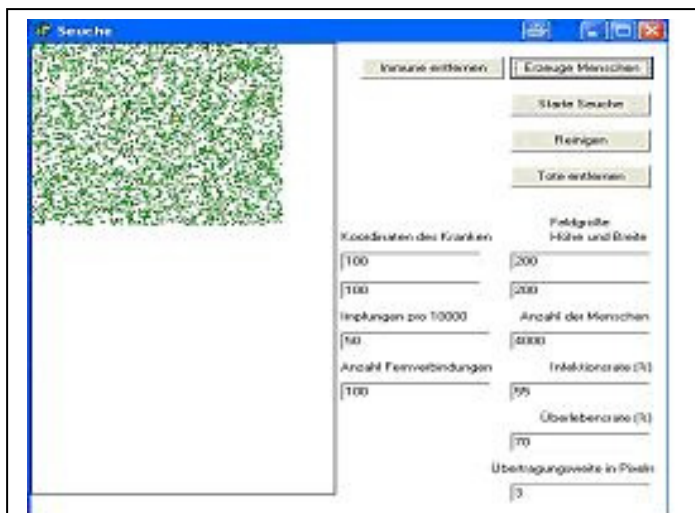 Seuche
Immune entfernen
Erzeuge Menschen
Starte Seuche
Reinigen
Tote entfernen
Koordinaten des Kranken
Feldgröße
Höhe und Breite
100
200
100
200
Impfungen pro 10000
Anzahl der Menschen
50
4000
Anzahl Fernverbindungen
Infektionsrate (%)
100
55
Überlebensrate (%)
70
Übertragungsweite in Pixeln
3